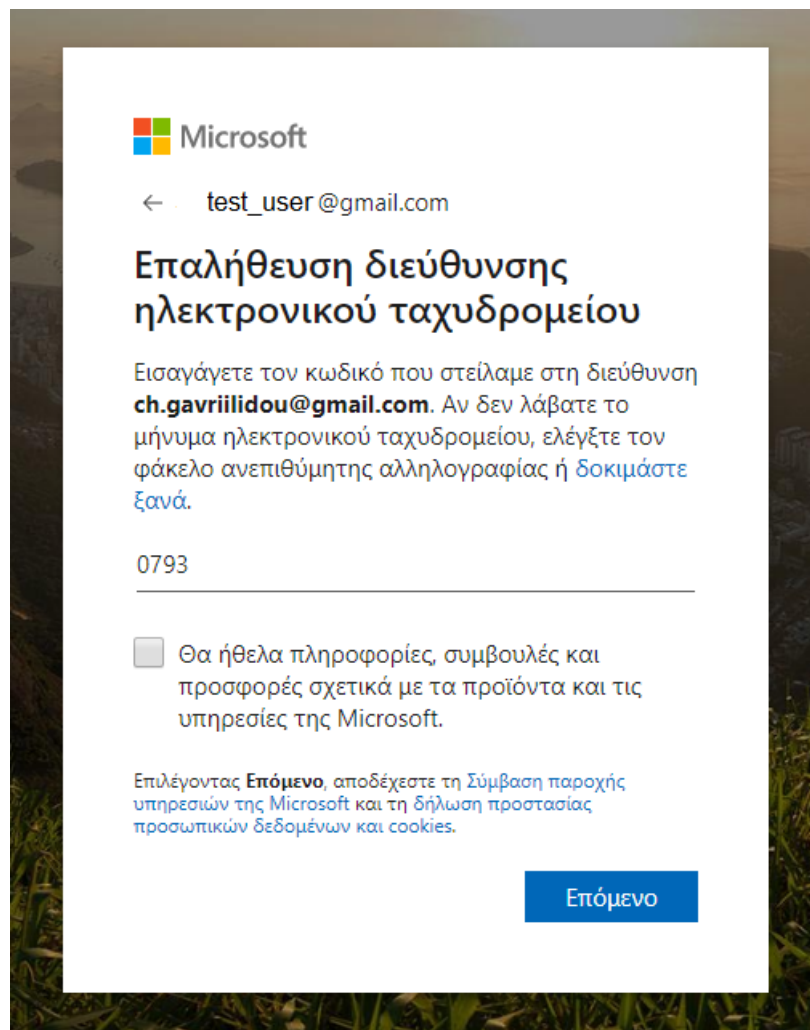 Microsoft
← test_user @gmail.com
Επαλήθευση διεύθυνσης
ηλεκτρονικού ταχυδρομείου
Εισαγάγετε τον κωδικό που στείλαμε στη διεύθυνση
ch.gavriilidou@gmail.com. Αν δεν λάβατε το
μήνυμα ηλεκτρονικού ταχυδρομείου, ελέγξτε τον
φάκελο ανεπιθύμητης αλληλογραφίας ή δοκιμάστε
ξανά.
0793
Θα ήθελα πληροφορίες, συμβουλές και
προσφορές σχετικά με τα προϊόντα και τις
υπηρεσίες της Microsoft.
Επιλέγοντας Επόμενο, αποδέχεστε τη Σύμβαση παροχής
υπηρεσιών της Microsoft και τη δήλωση προστασίας
προσωπικών δεδομένων και cookies.
Επόμενο